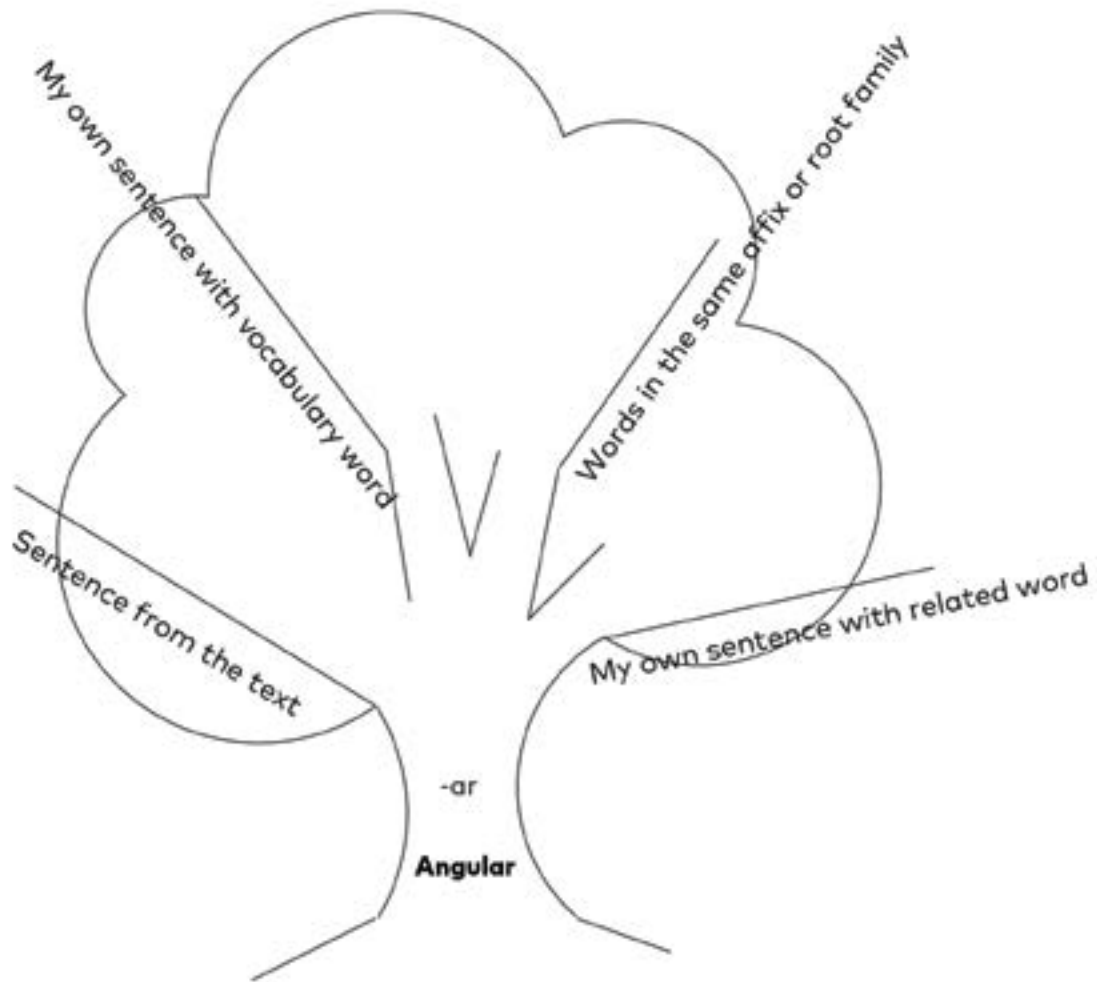 My own sentence with vocabulary word
Words in the same affix or root family
Sentence from the text
My own sentence with related word
-ar
Angular